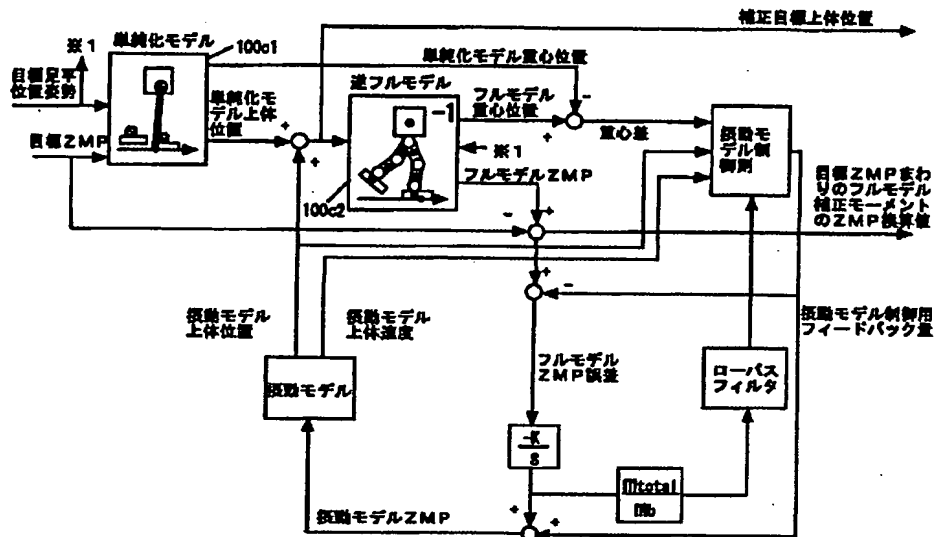 補正目標上体位置
単純化モデル
100c1
※1
目標足平
位置姿勢
目標ZMP
単純化モデル重心位置
単純化モ
デル上体
位置
逆フルモデル
-1
フルモデル
重心位置
重心差
摂動モ
デル制
御則
※1
フルモデルZMP
100c2
目標ZMPまわ
りのフルモデル
補正モーメント
のZMP換算値
摂動モデル
上体位置
摂動モデル
上体速度
摂動モデル制御用
フィードバック量
フルモデル
ZMP誤差
摂動モデル
ローパス
フィルタ
-K
S
mtotal
mb
摂動モデルZMP